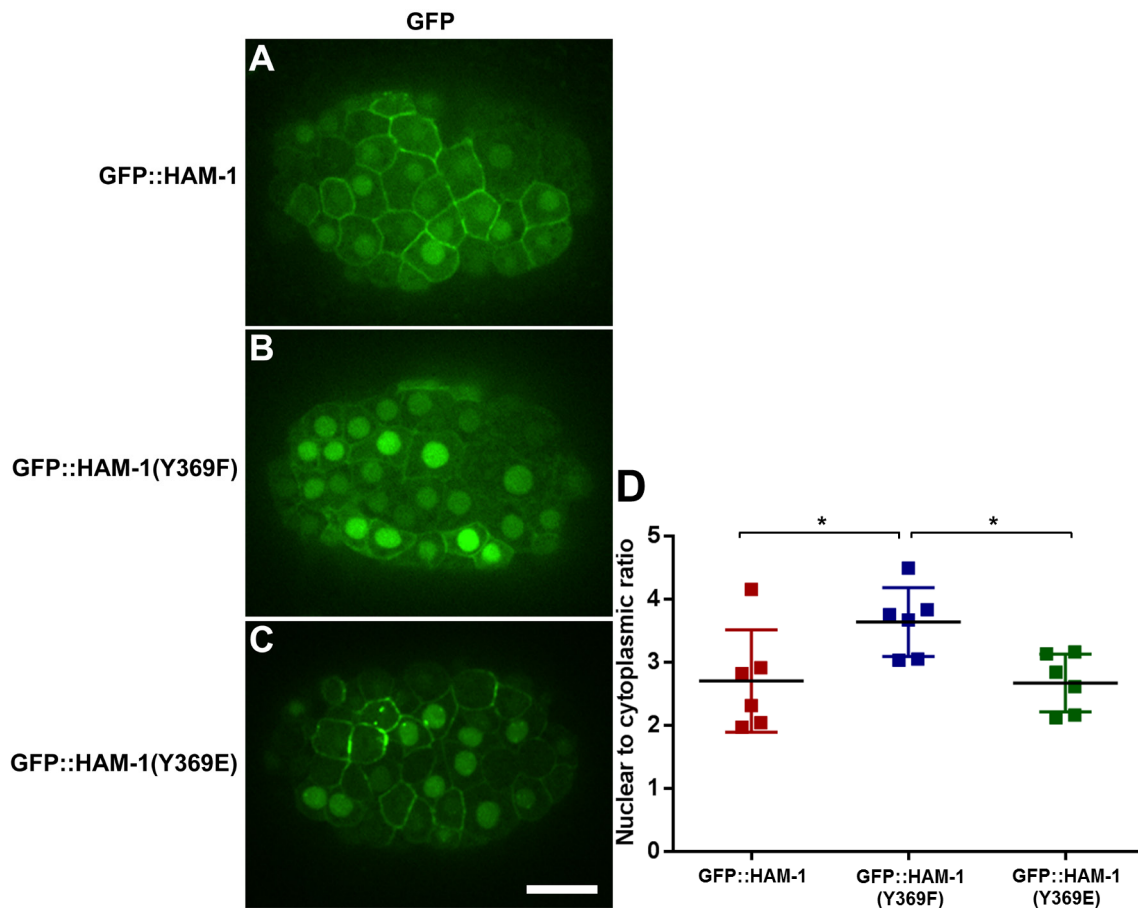 GFP
A
GFP::HAM-1
B
GFP::HAM-1(Y369F)
C
GFP::HAM-1(Y369E)
D
* *
Nuclear to cytoplasmic ratio
5
4
3
2
1
0
GFP::HAM-1
GFP::HAM-1
(Y369F)
GFP::HAM-1
(Y369E)